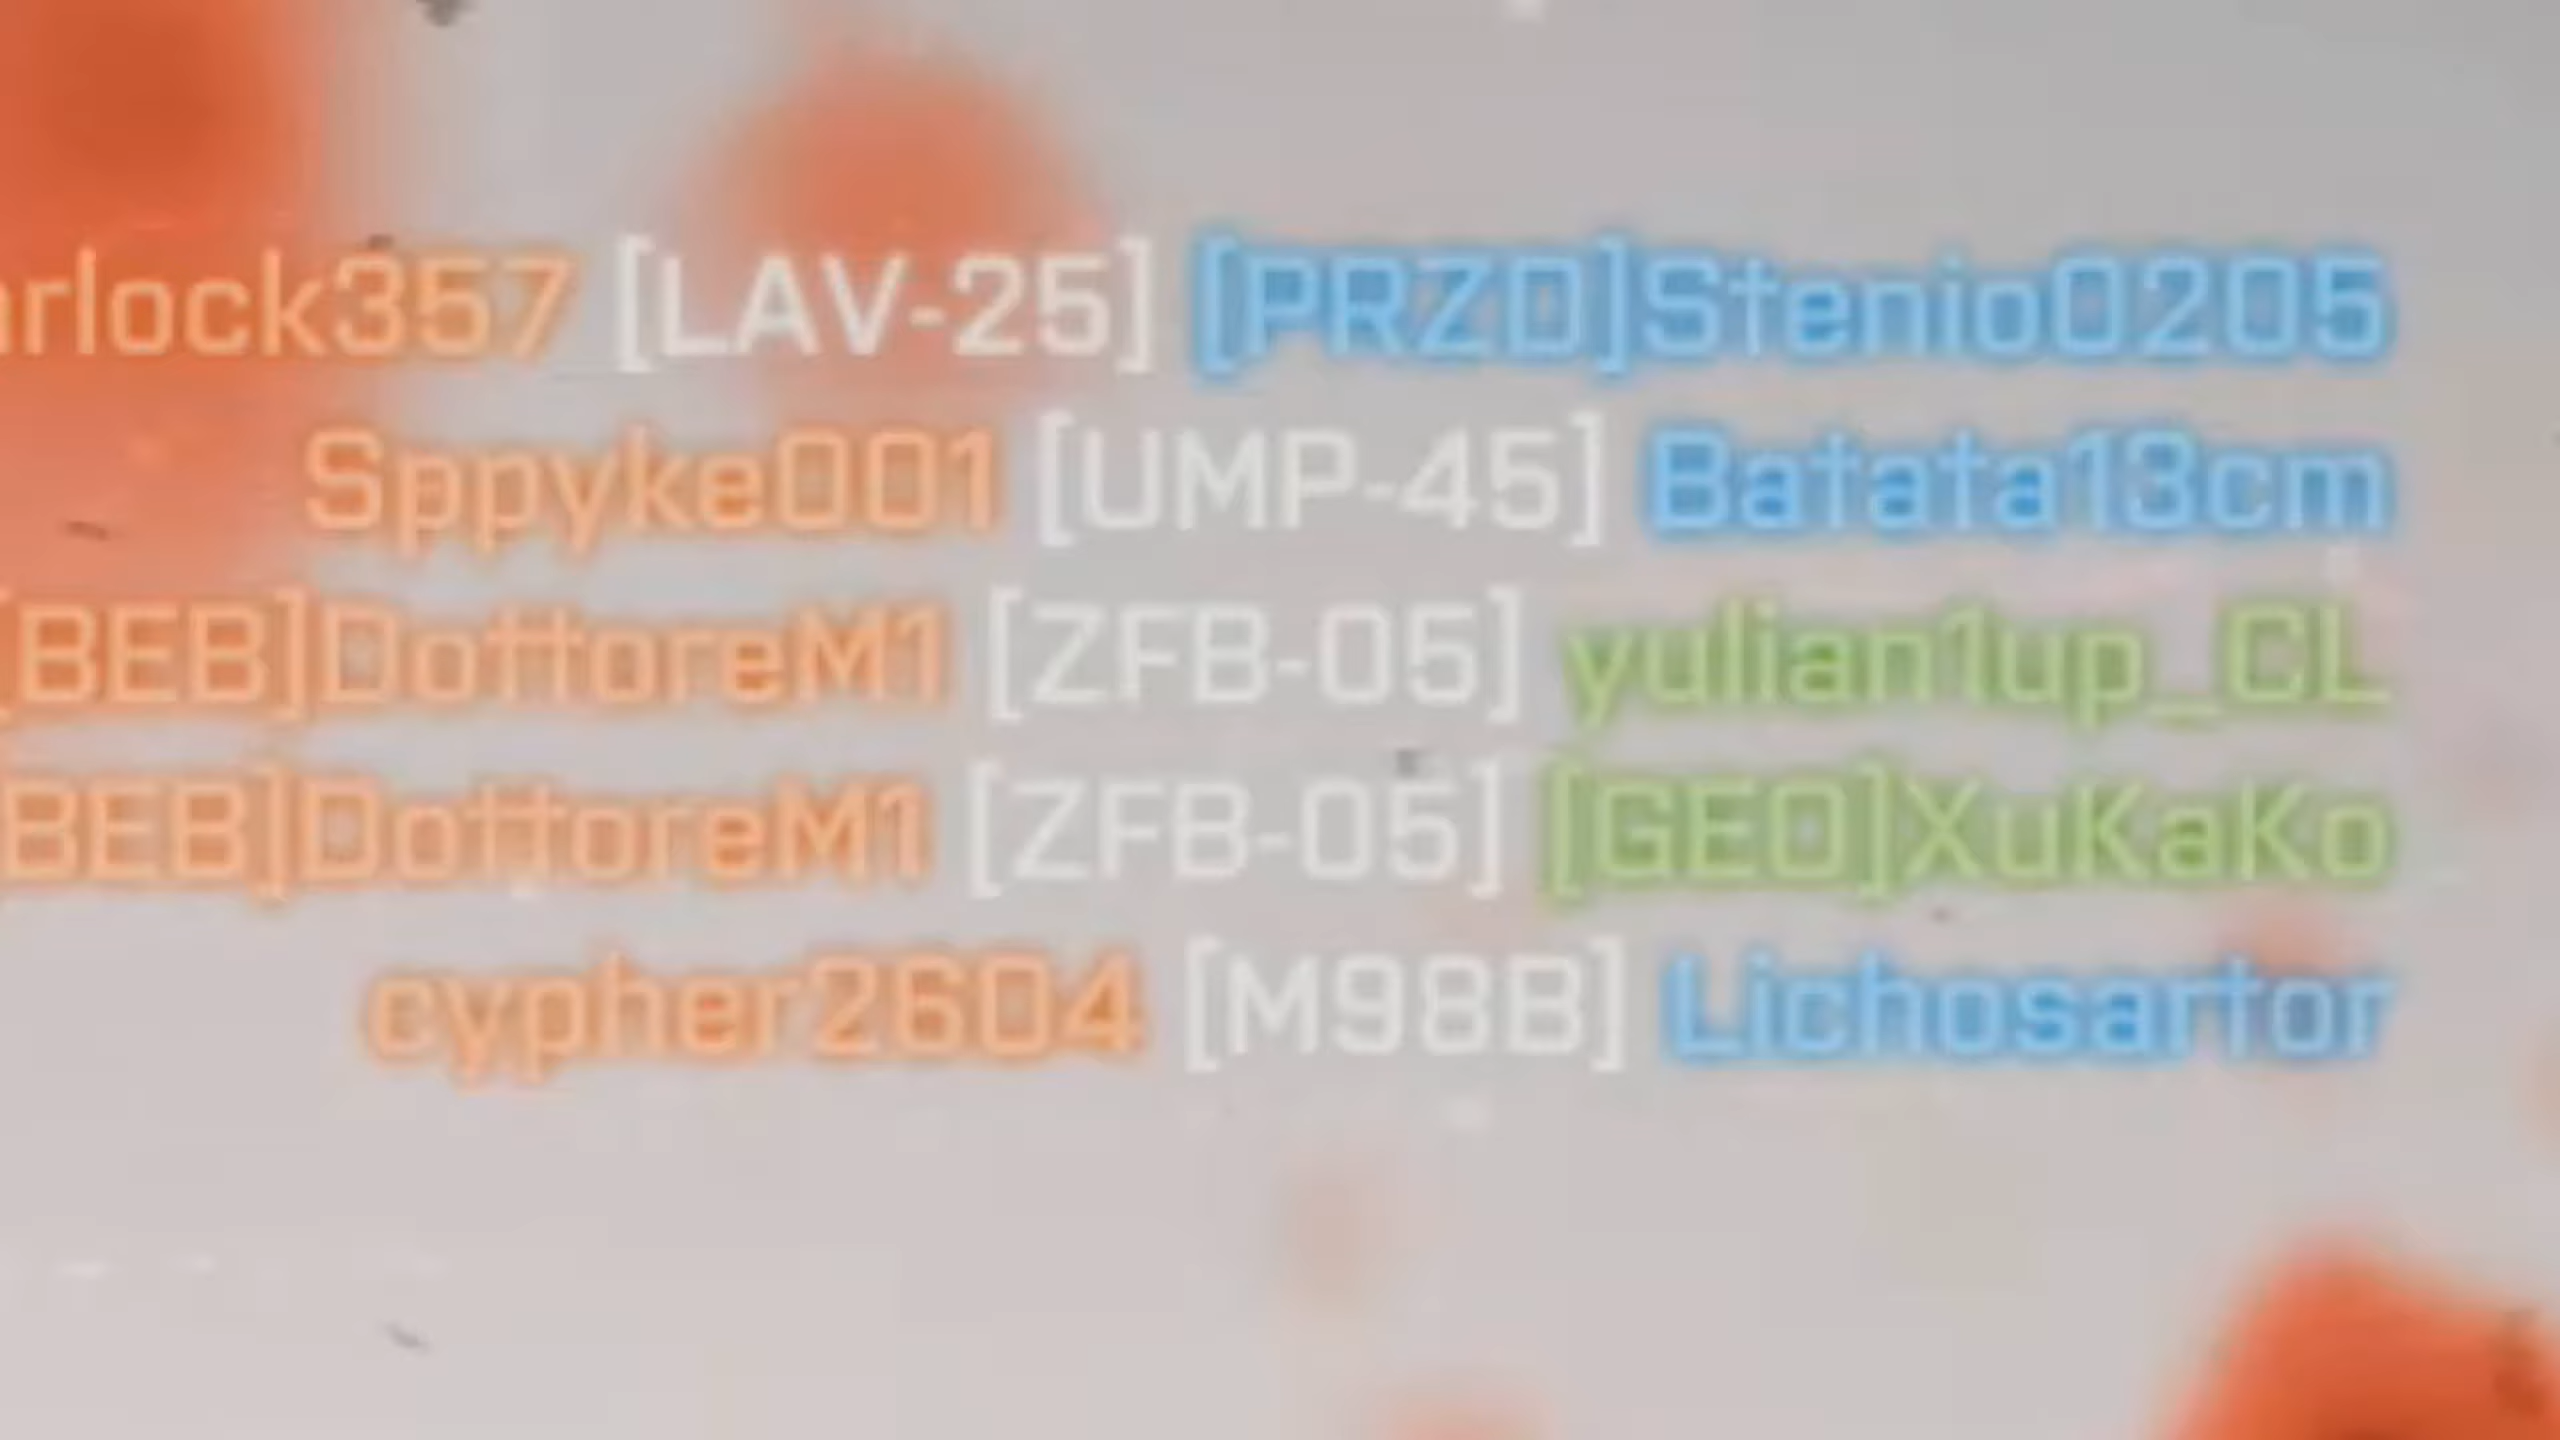 arlock357 [LAV-25] [PRZD]Stenio0205
Sppyke001 [UMP-45] Batata13cm
[BEB]DottoreM1 [ZFB-05] yulian1up_CL
[BEB]DottoreM1 [ZFB-05] [GEO]XuKaKo
cypher2604 [M98B] Lichosartor